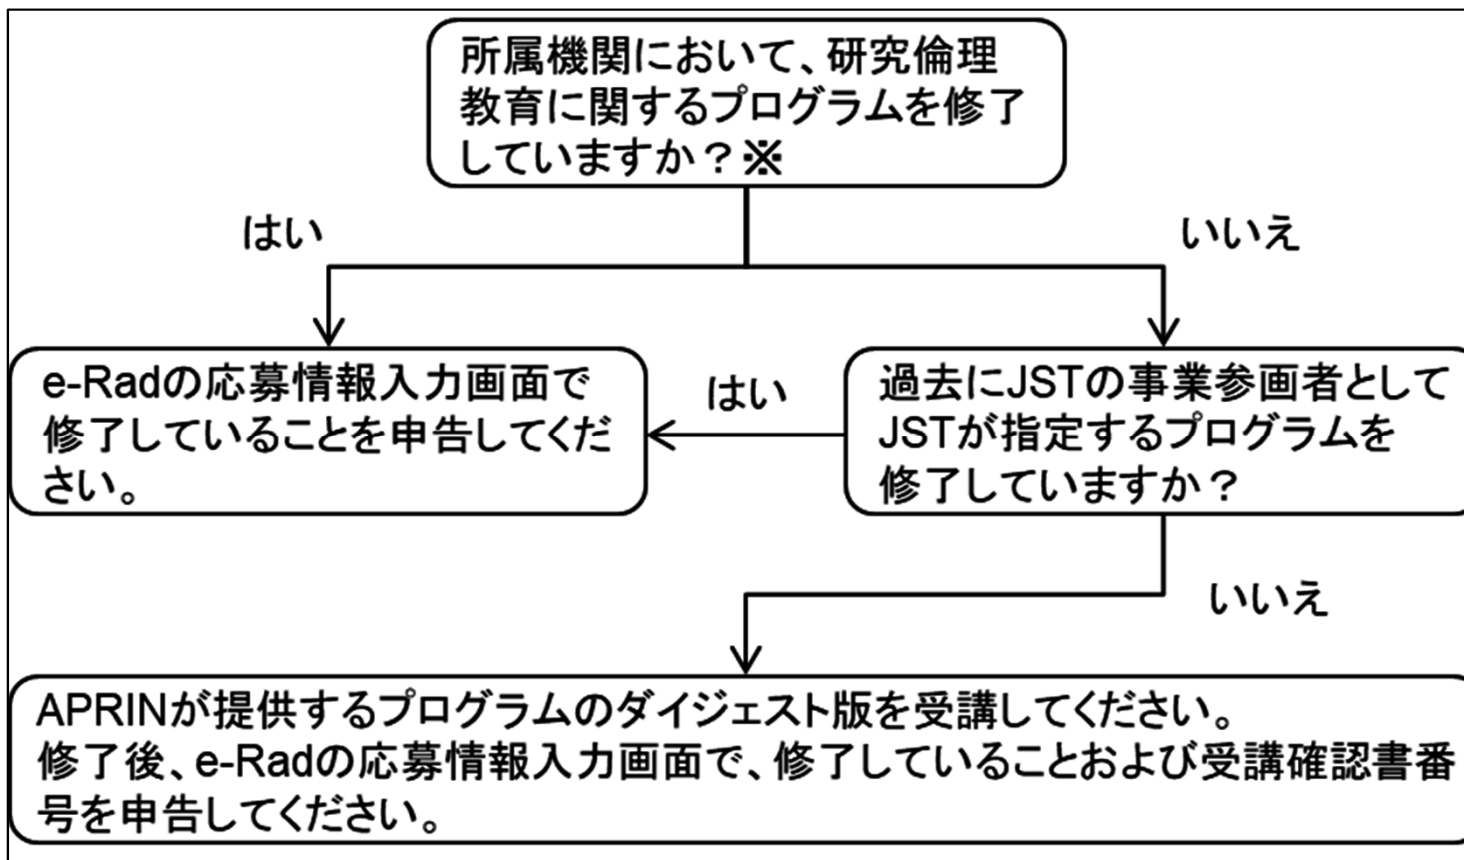 所属機関において、研究倫理
教育に関するプログラムを修了
していますか？※
はい
いいえ
e-Radの応募情報入力画面で
修了していることを申告してくだ
さい。
はい
過去にJSTの事業参画者として
JSTが指定するプログラムを
修了していますか？
いいえ
APRINが提供するプログラムのダイジェスト版を受講してください。
修了後、e-Radの応募情報入力画面で、修了していることおよび受講確認書番
号を申告してください。